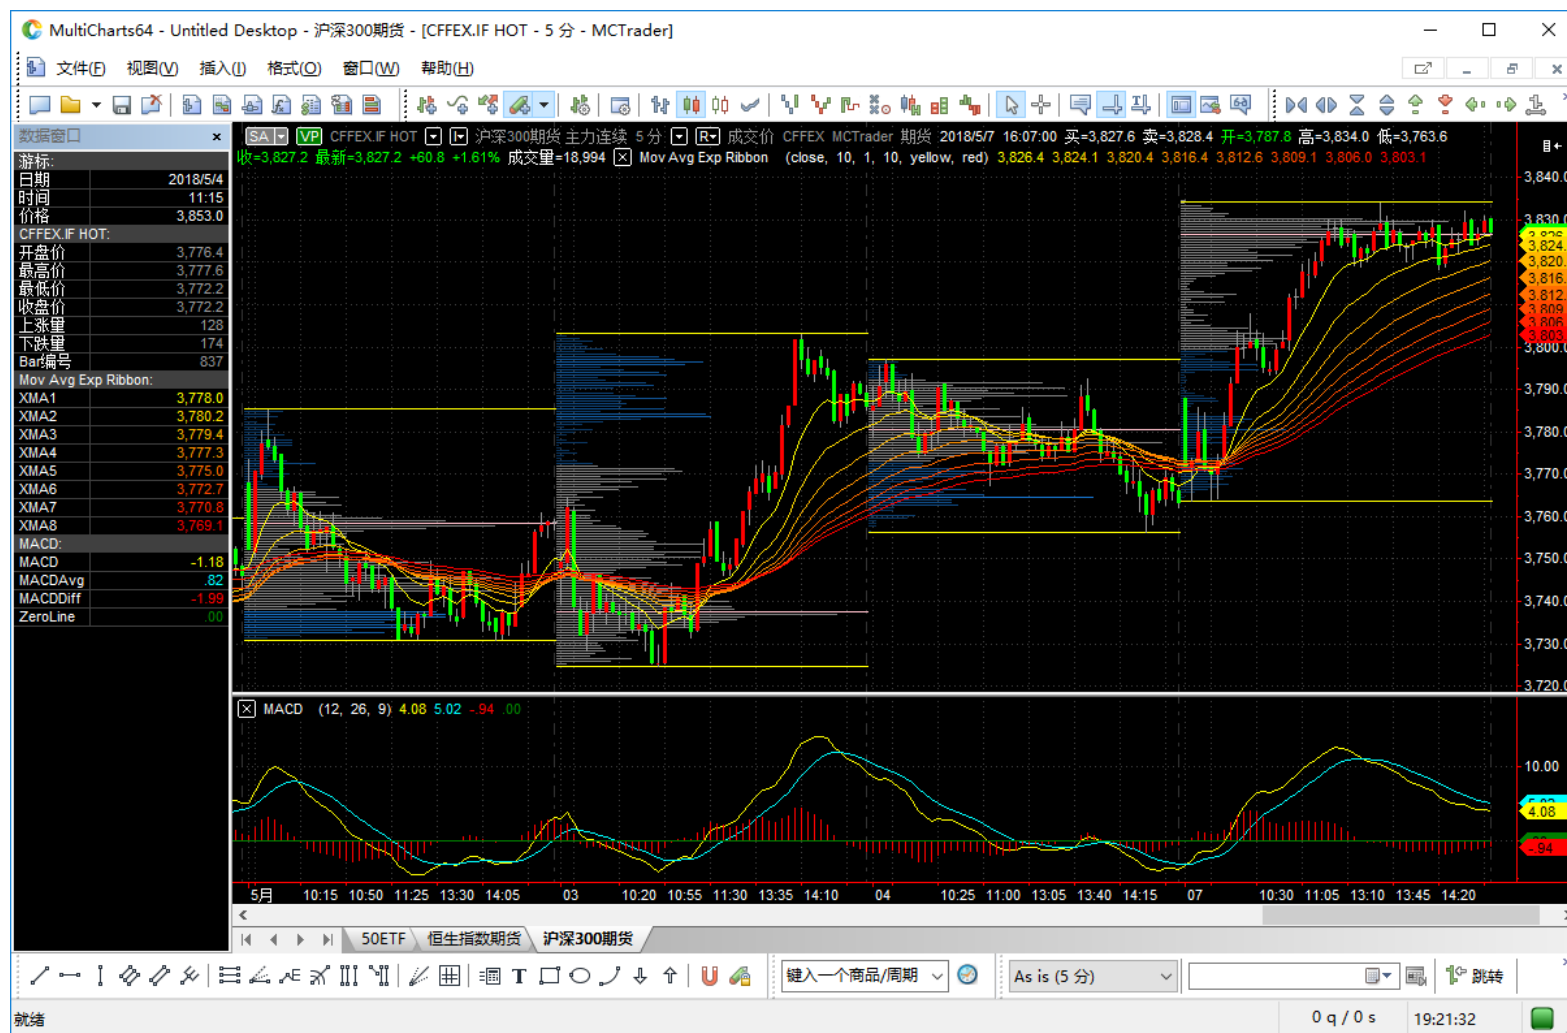 MultiCharts64 - Untitled Desktop - 沪深300期货 - [CFFEX.IF HOT - 5 分 - MCTrader]
文件(F) 视图(V) 插入(I) 格式(O) 窗口(W) 帮助(H)
数据窗口
游标:
日期 2018/5/4
时间 11:15
价格 3,853.0
CFFEX.IF HOT:
开盘价 3,776.4
最高价 3,777.6
最低价 3,772.2
收盘价 3,772.2
上涨量 128
下跌量 174
Bar编号 837
Mov Avg Exp Ribbon:
XMA1 3,778.0
XMA2 3,780.2
XMA3 3,779.4
XMA4 3,777.3
XMA5 3,775.0
XMA6 3,772.7
XMA7 3,770.8
XMA8 3,769.1
MACD:
MACD -1.18
MACDAvg .82
MACDDiff -1.99
ZeroLine .00
SA VP CFFEX.IF HOT 沪深300期货 主力连续 5 分 R 成交价 CFFEX MCTrader 期货 2018/5/7 16:07:00 买=3,827.6 卖=3,828.4 开=3,787.8 高=3,834.0 低=3,763.6
收=3,827.2 最新=3,827.2 +60.8 +1.61% 成交量=18,994 Mov Avg Exp Ribbon (close, 10, 1, 10, yellow, red) 3,826.4 3,824.1 3,820.4 3,816.4 3,812.6 3,809.1 3,806.0 3,803.1
3,840.0
3,830.0
3,826.
3,824.
3,820.
3,816.
3,812.
3,809.
3,806.
3,803.
3,800.0
3,790.0
3,780.0
3,770.0
3,760.0
3,750.0
3,740.0
3,730.0
3,720.0
MACD (12, 26, 9) 4.08 5.02 -.94 .00
10.00
5.02
4.08
-.94
5月 10:15 10:50 11:25 13:30 14:05 03 10:20 10:55 11:30 13:35 14:10 04 10:25 11:00 13:05 13:40 14:15 07 10:30 11:05 13:10 13:45 14:20
50ETF 恒生指数期货 沪深300期货
T 键入一个商品/周期 As is (5 分) 跳转
就绪 0 q / 0 s 19:21:32